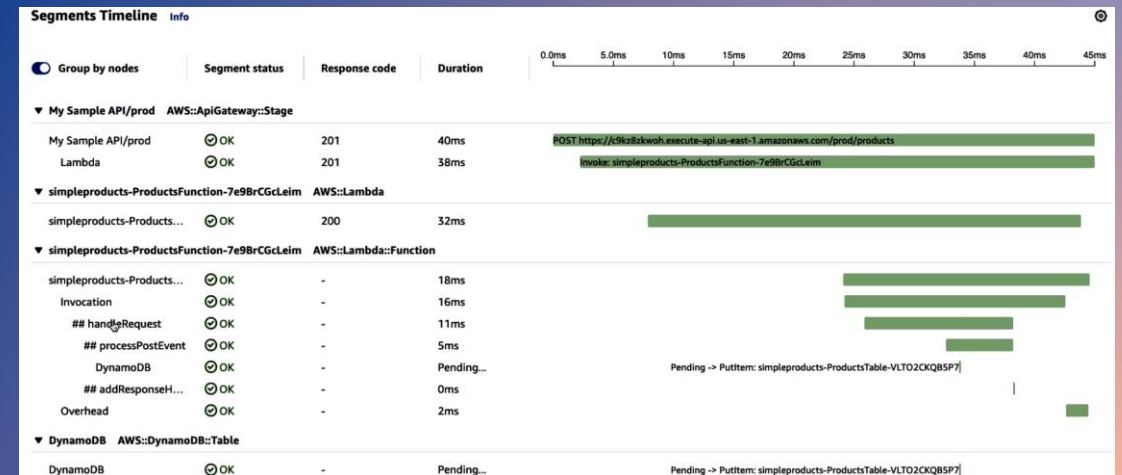 Segments Timeline Info
Group by nodes Segment status Response code Duration 0.0ms 5.0ms 10ms 15ms 20ms 25ms 30ms 35ms 40ms 45ms
▼ My Sample API/prod AWS::ApiGateway::Stage
My Sample API/prod OK 201 40ms POST https://c9kz8zkwoh.execute-api.us-east-1.amazonaws.com/prod/products
Lambda OK 201 38ms Invoke: simpleproducts-ProductsFunction-7e9BrCGcLeim
▼ simpleproducts-ProductsFunction-7e9BrCGcLeim AWS::Lambda
simpleproducts-Products... OK 200 32ms
▼ simpleproducts-ProductsFunction-7e9BrCGcLeim AWS::Lambda::Function
simpleproducts-Products... OK - 18ms
Invocation OK - 16ms
## handleRequest OK - 11ms
## processPostEvent OK - 5ms
DynamoDB OK - Pending... Pending -> PutItem: simpleproducts-ProductsTable-VLTO2CKQB5P7
## addResponseH... OK - 0ms
Overhead OK - 2ms
▼ DynamoDB AWS::DynamoDB::Table
DynamoDB OK - Pending... Pending -> PutItem: simpleproducts-ProductsTable-VLTO2CKQB5P7